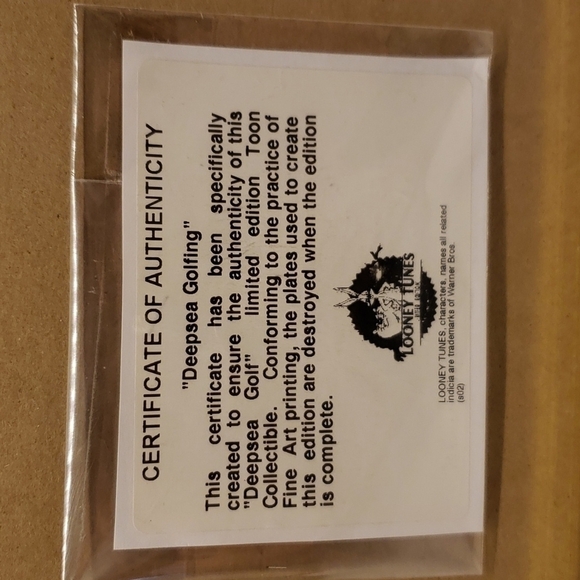 CERTIFICATE OF AUTHENTICITY
"Deepsea Golfing"
This certificate has been specifically
created to ensure the authenticity of this
"Deepsea Golf" limited edition Toon
Collectible. Conforming to the practice of
Fine Art printing, the plates used to create
this edition are destroyed when the edition
is complete.
LOONEY TUNES
LOONEY TUNES, characters, names all related
indicia are trademarks of Warner Bros.
(s02)